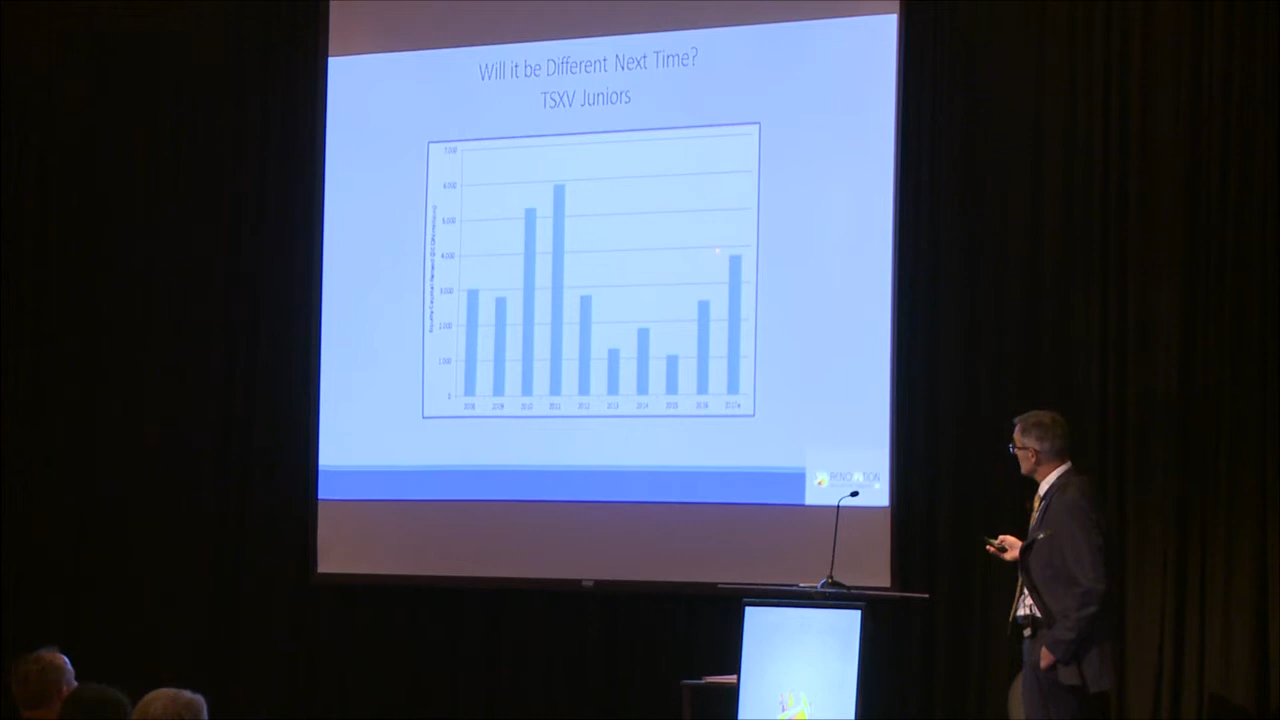 Will it be Different Next Time?
TSXV Juniors
7,000
6,000
5,000
4,000
3,000
2,000
1,000
0
2008 2009 2010 2011 2012 2013 2014 2015 2016 2017e